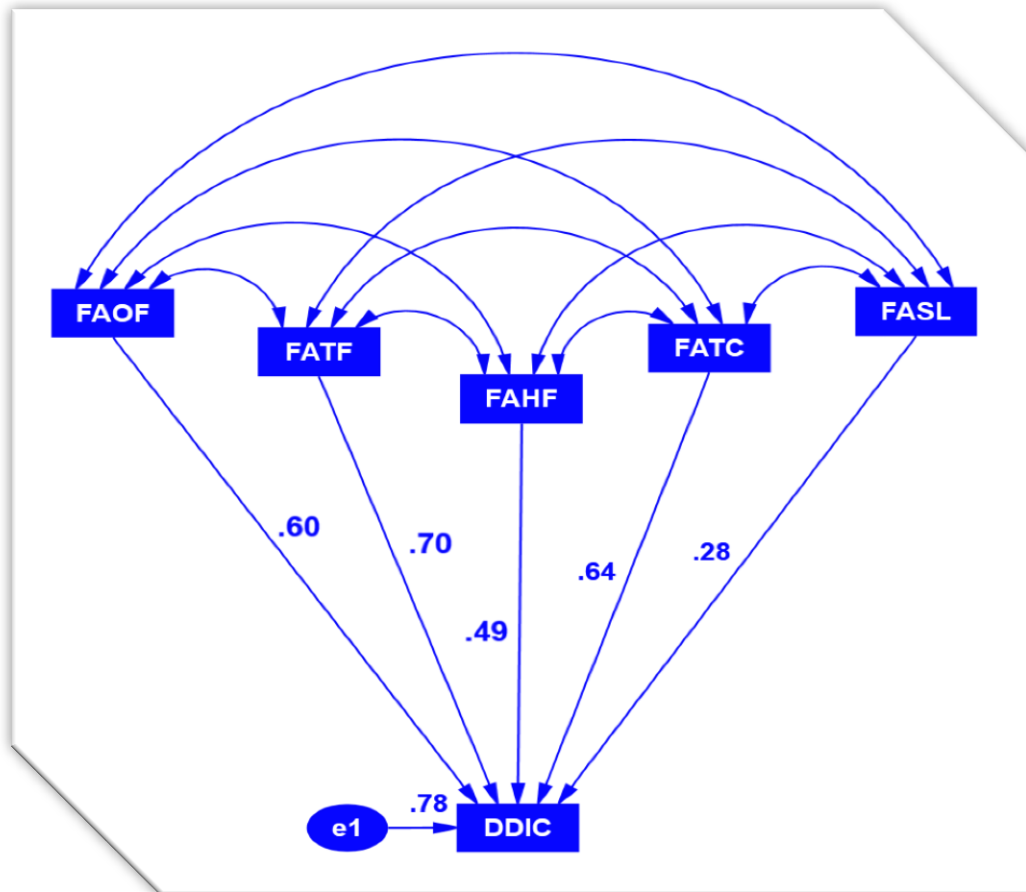 FAOF
FASL
FATF
FATC
FAHF
.60
.70
.28
.64
.49
.78
e1
DDIC